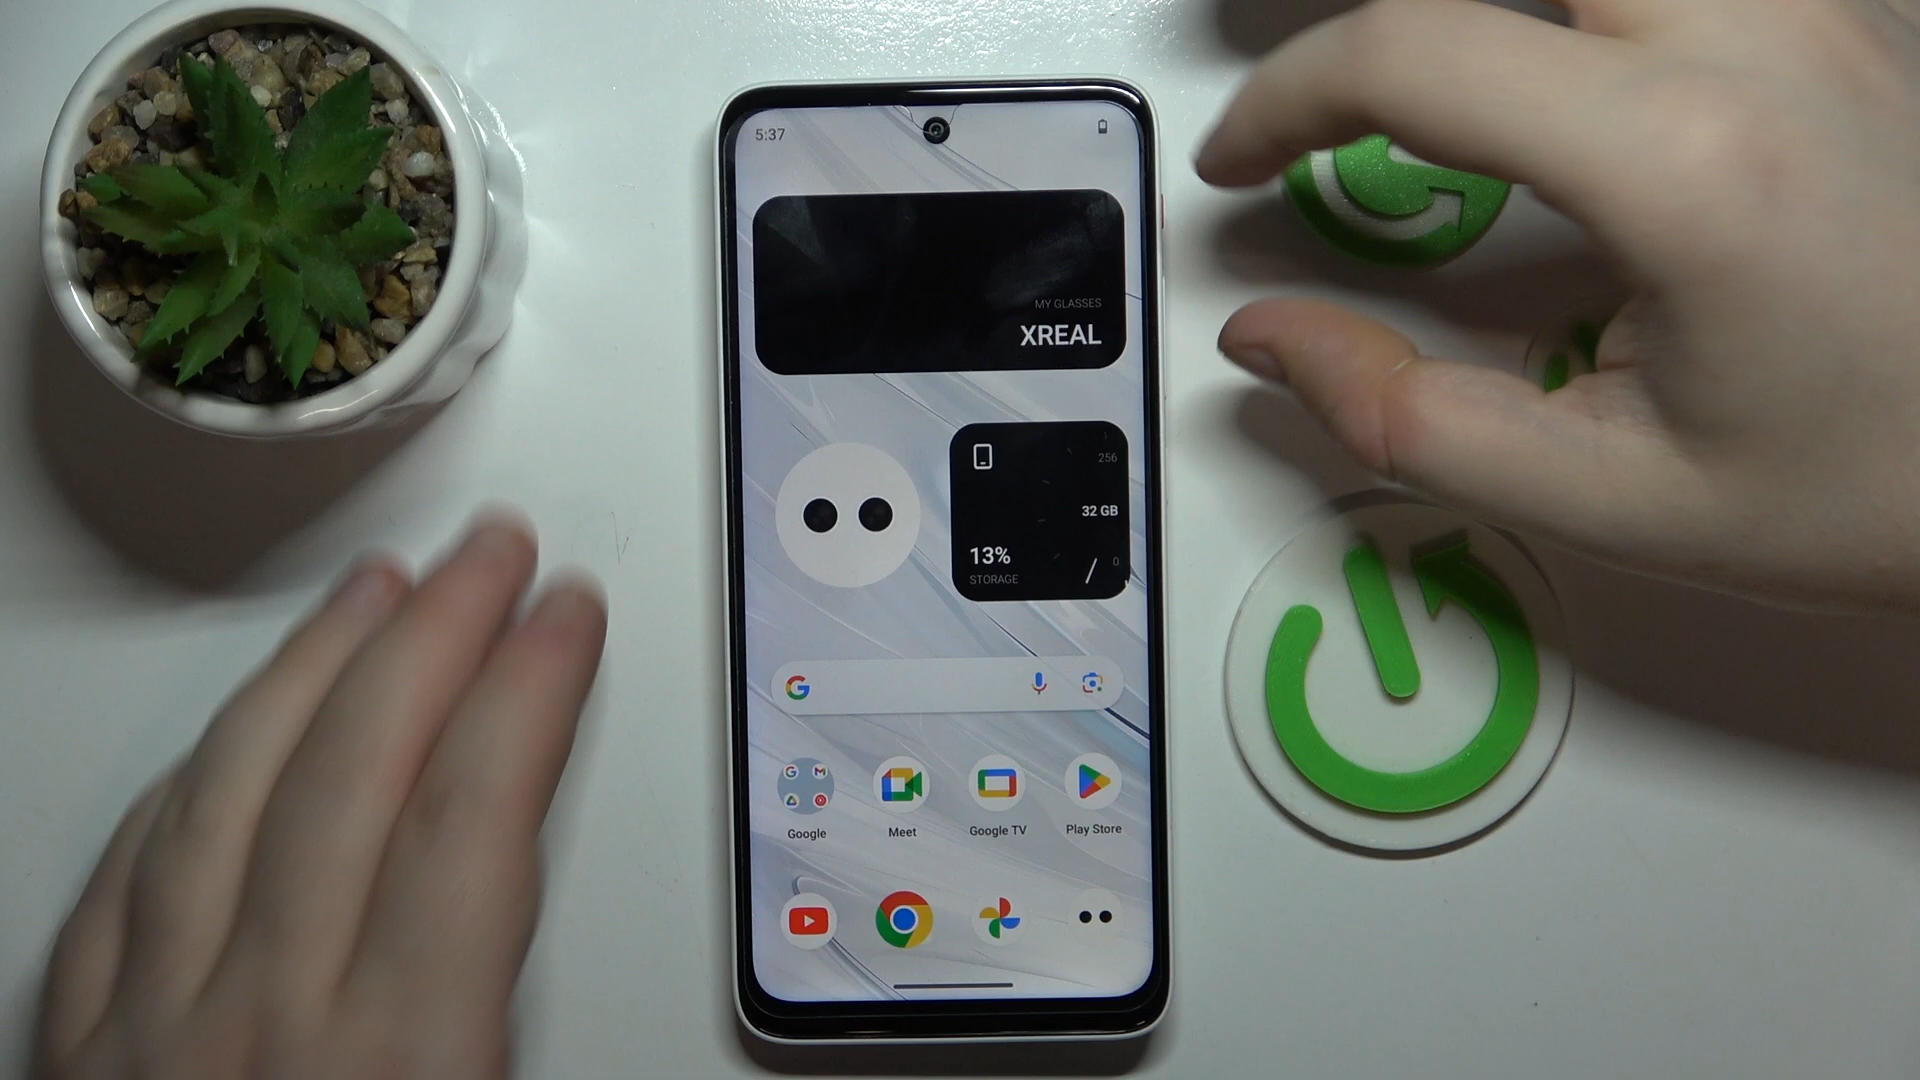 5:37
MY GLASSES
XREAL
256
32 GB
13%
STORAGE
0
Google
Meet
Google TV
Play Store